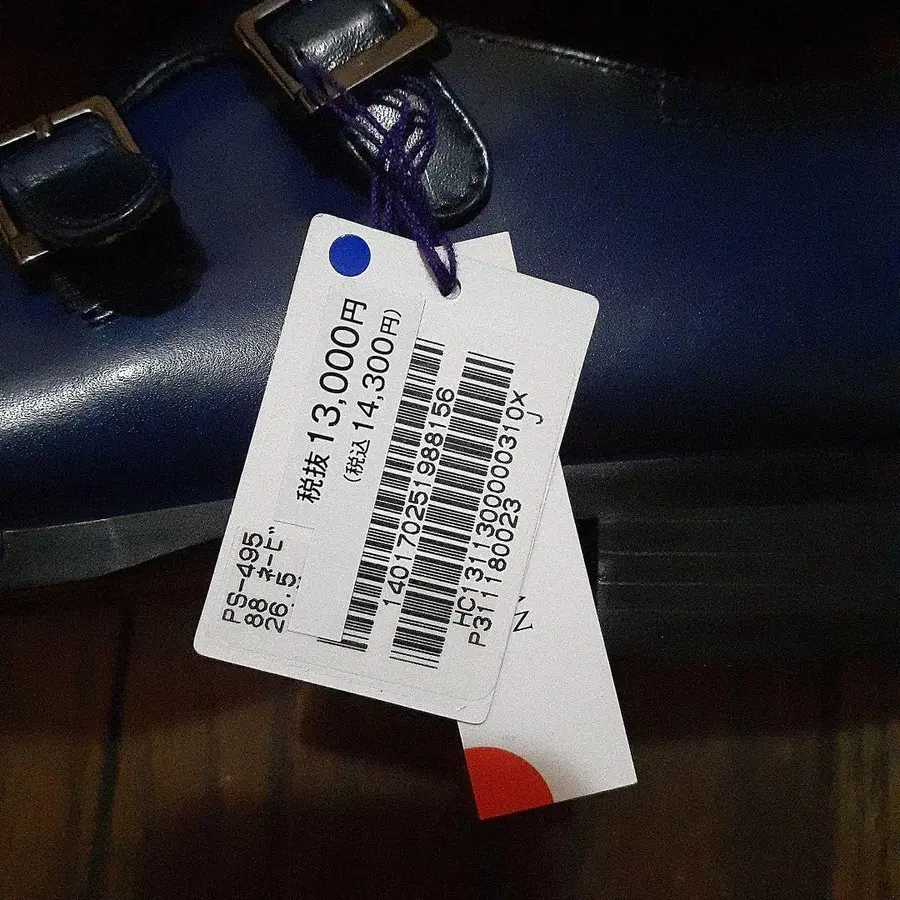 PS-495
88 ネービ
26.5
税抜 13,000円
(税込 14,300円)
1401702519881​56
HC1311300000310X
J
P311180023
N